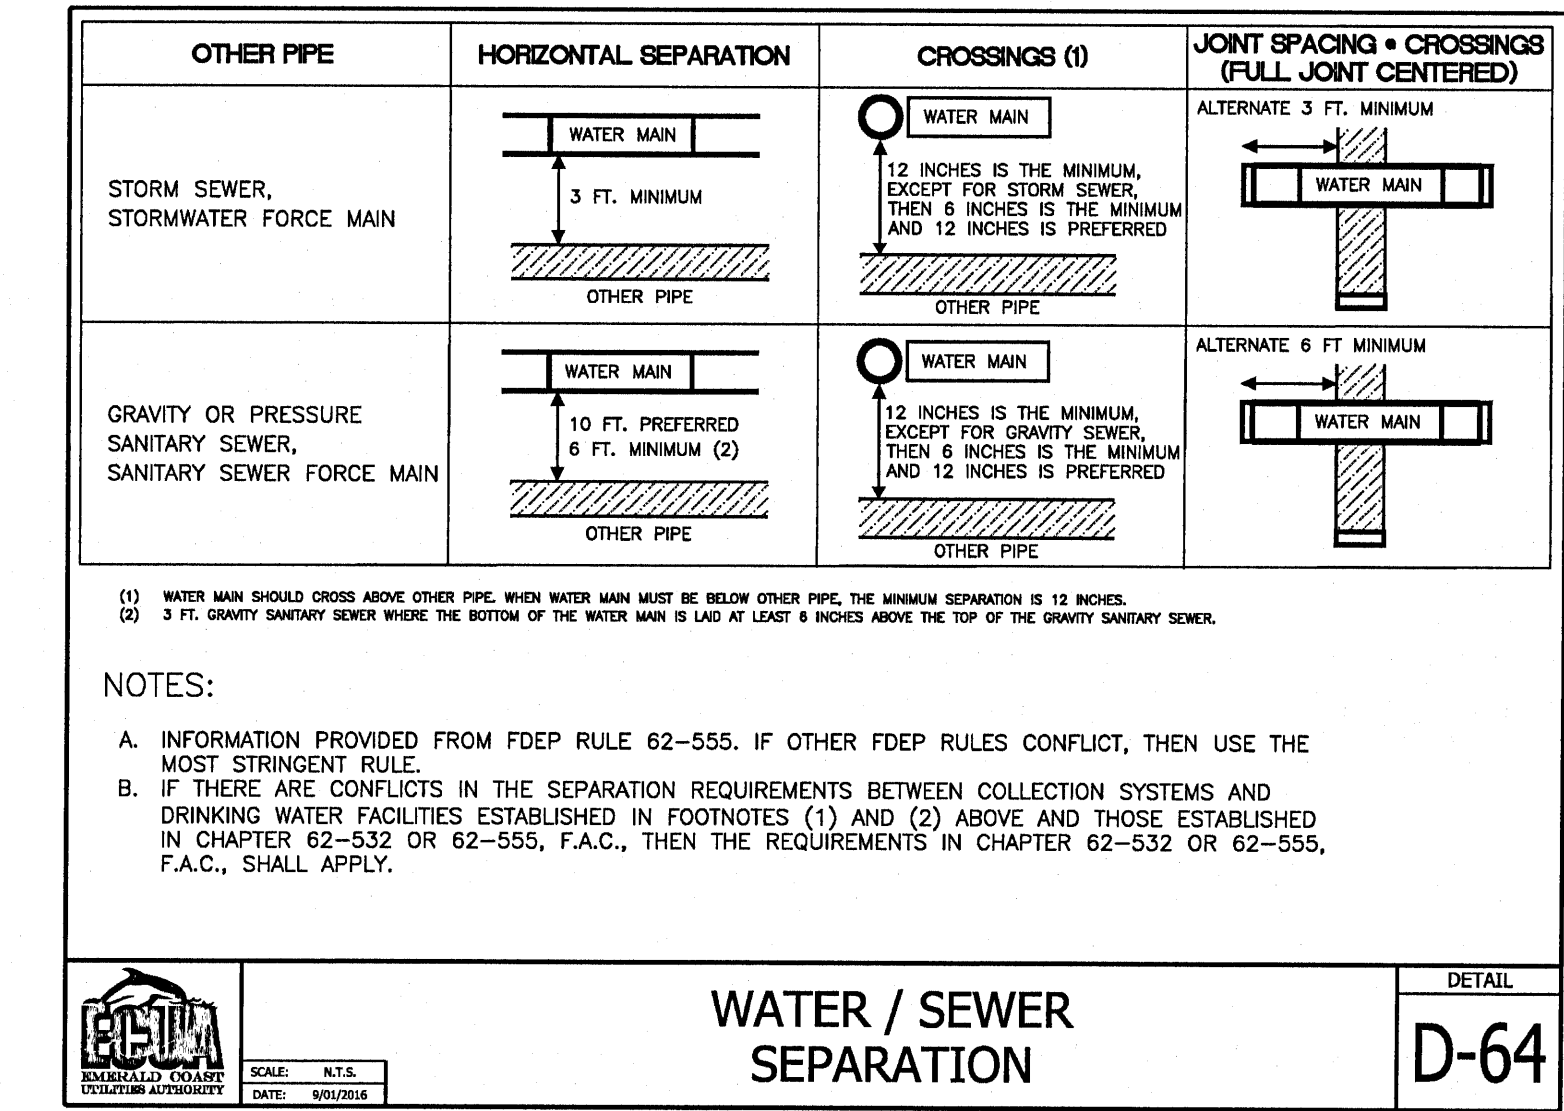 OTHER PIPE
HORIZONTAL SEPARATION
CROSSINGS (1)
JOINT SPACING • CROSSINGS
(FULL JOINT CENTERED)
STORM SEWER,
STORMWATER FORCE MAIN
WATER MAIN
3 FT. MINIMUM
OTHER PIPE
WATER MAIN
12 INCHES IS THE MINIMUM,
EXCEPT FOR STORM SEWER,
THEN 6 INCHES IS THE MINIMUM
AND 12 INCHES IS PREFERRED
OTHER PIPE
ALTERNATE 3 FT. MINIMUM
WATER MAIN
GRAVITY OR PRESSURE
SANITARY SEWER,
SANITARY SEWER FORCE MAIN
WATER MAIN
10 FT. PREFERRED
6 FT. MINIMUM (2)
OTHER PIPE
WATER MAIN
12 INCHES IS THE MINIMUM,
EXCEPT FOR GRAVITY SEWER,
THEN 6 INCHES IS THE MINIMUM
AND 12 INCHES IS PREFERRED
OTHER PIPE
ALTERNATE 6 FT MINIMUM
WATER MAIN
(1) WATER MAIN SHOULD CROSS ABOVE OTHER PIPE. WHEN WATER MAIN MUST BE BELOW OTHER PIPE, THE MINIMUM SEPARATION IS 12 INCHES.
(2) 3 FT. GRAVITY SANITARY SEWER WHERE THE BOTTOM OF THE WATER MAIN IS LAID AT LEAST 6 INCHES ABOVE THE TOP OF THE GRAVITY SANITARY SEWER.
NOTES:
A. INFORMATION PROVIDED FROM FDEP RULE 62-555. IF OTHER FDEP RULES CONFLICT, THEN USE THE
MOST STRINGENT RULE.
B. IF THERE ARE CONFLICTS IN THE SEPARATION REQUIREMENTS BETWEEN COLLECTION SYSTEMS AND
DRINKING WATER FACILITIES ESTABLISHED IN FOOTNOTES (1) AND (2) ABOVE AND THOSE ESTABLISHED
IN CHAPTER 62-532 OR 62-555, F.A.C., THEN THE REQUIREMENTS IN CHAPTER 62-532 OR 62-555,
F.A.C., SHALL APPLY.
ECUA
EMERALD COAST
UTILITIES AUTHORITY
SCALE: N.T.S.
DATE: 9/01/2016
WATER / SEWER
SEPARATION
DETAIL
D-64